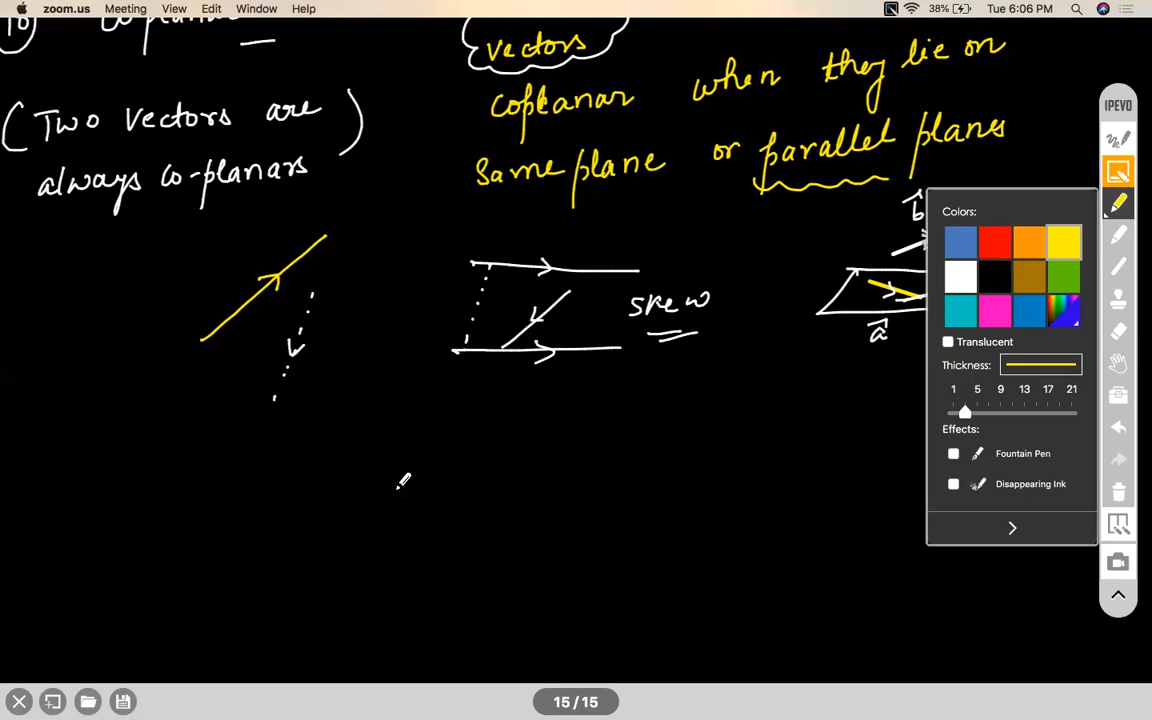 zoom.us Meeting View Insert Edit Window Help
38% Tue 6:06 PM
(Two vectors are
always co-planars)
vectors
coplanar when they lie on
same plane or parallel planes
skew
b
a
IPEVO
Colors:
Translucent
Thickness:
1 5 9 13 17 21
Effects:
Fountain Pen
Disappearing Ink
15 / 15